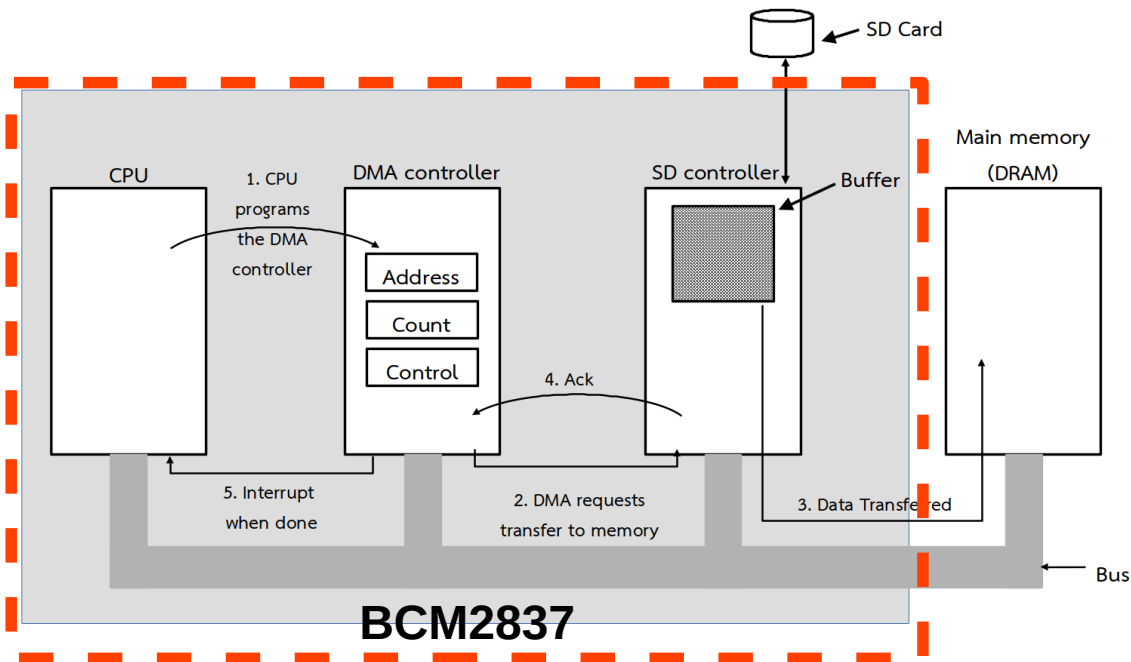 SD Card
Main memory
(DRAM)
CPU
1. CPU
programs
the DMA
controller
DMA controller
SD controller
Buffer
Address
Count
Control
4. Ack
5. Interrupt
when done
2. DMA requests
transfer to memory
3. Data Transferred
Bus
BCM2837